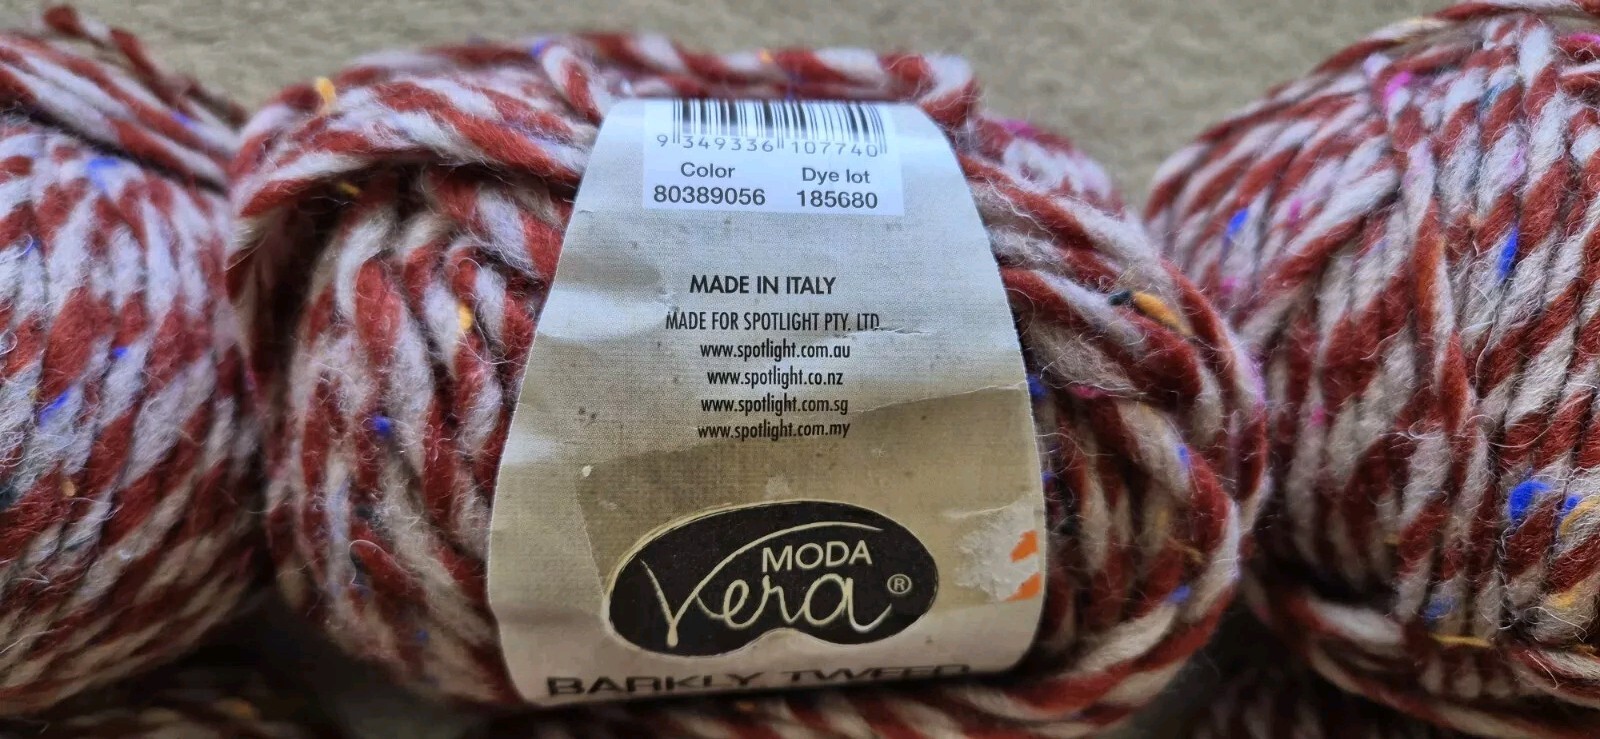 9 349336 107740
Color Dye lot
80389056 185680
MADE IN ITALY
MADE FOR SPOTLIGHT PTY. LTD.
www.spotlight.com.au
www.spotlight.co.nz
www.spotlight.com.sg
www.spotlight.com.my
MODA
Vera®
BARKLY TWEED